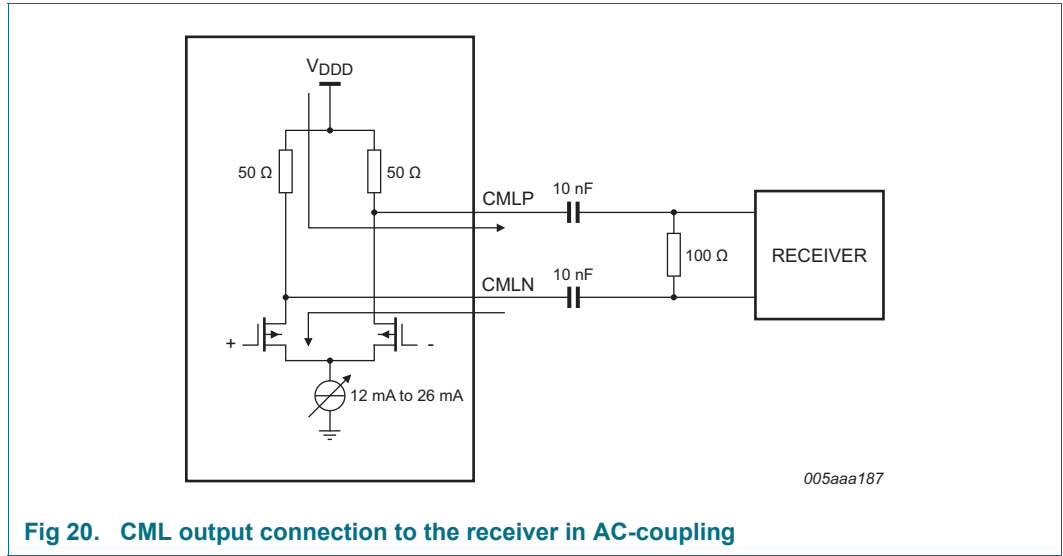 VDDD
50 Ω
50 Ω
CMLP
10 nF
100 Ω
RECEIVER
CMLN
10 nF
+
-
12 mA to 26 mA
005aaa187
Fig 20. CML output connection to the receiver in AC-coupling